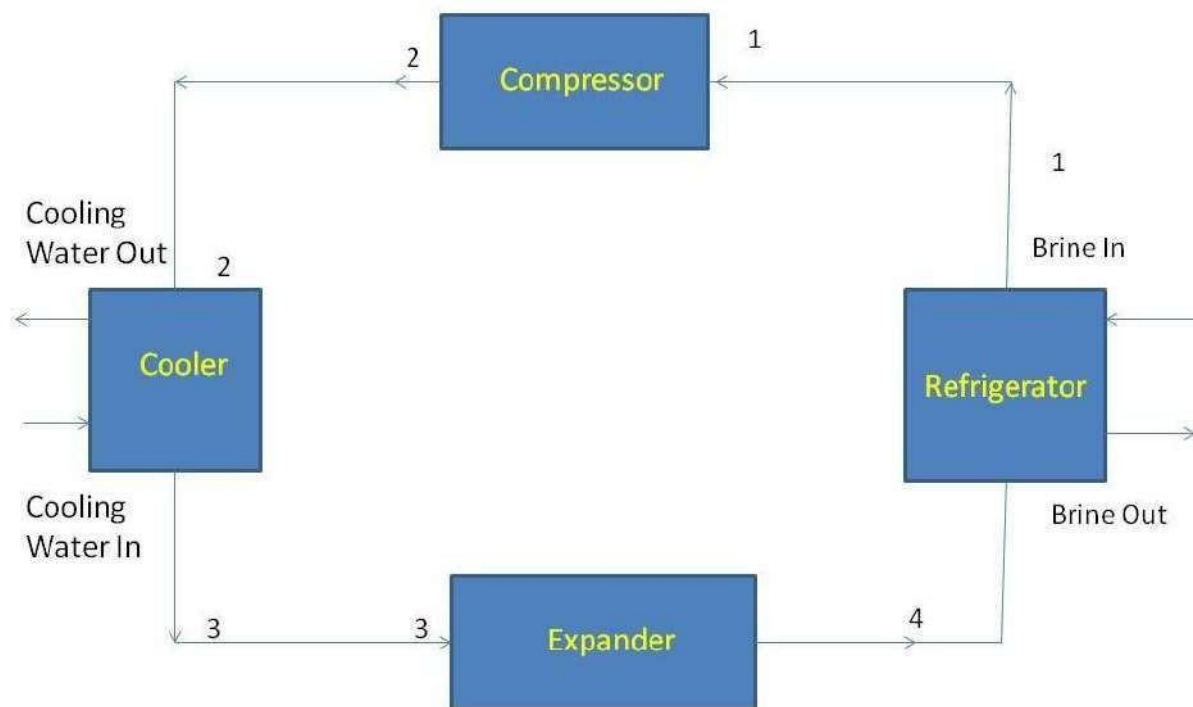 2
Compressor
1
1
Cooling
Water Out
2
Brine In
Cooler
Refrigerator
Cooling
Water In
Brine Out
3
3
Expander
4